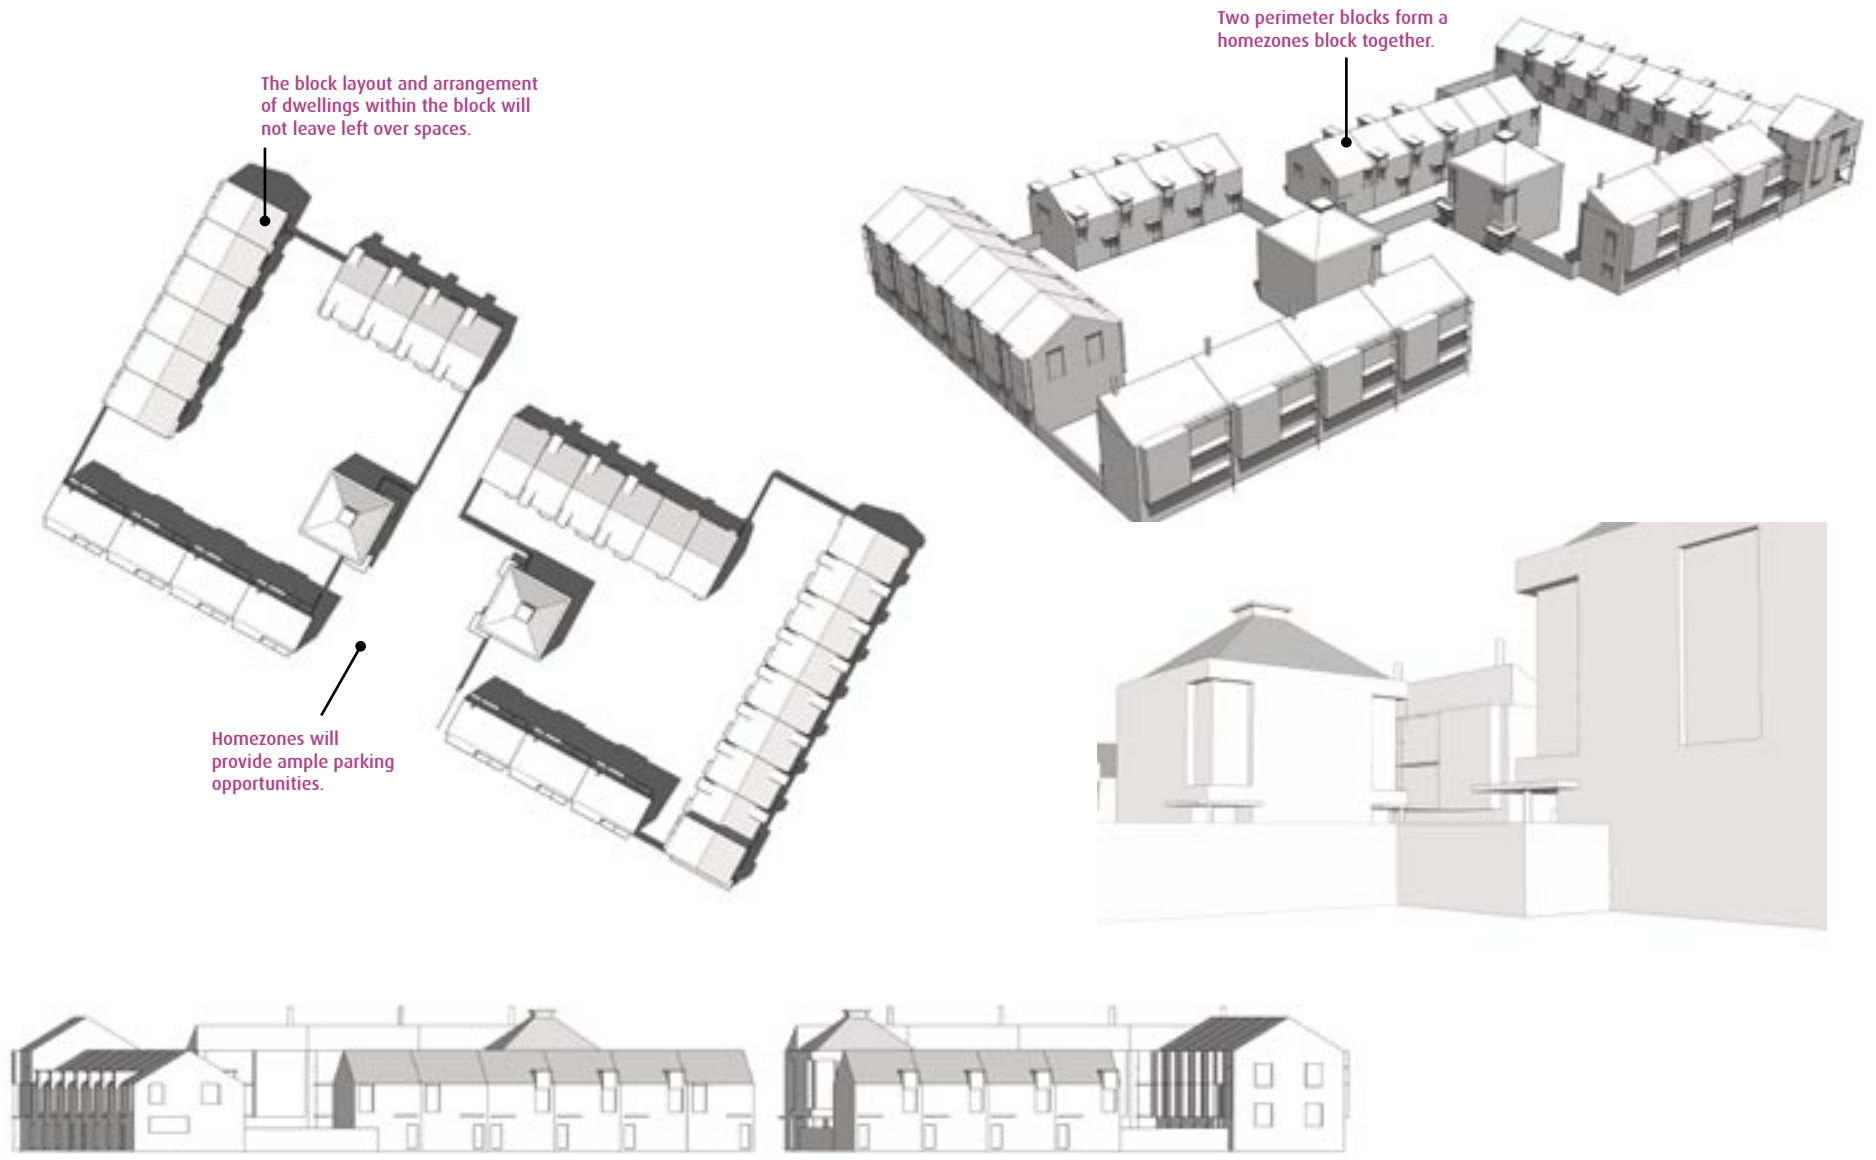 Two perimeter blocks form a
homezones block together.
The block layout and arrangement
of dwellings within the block will
not leave left over spaces.
Homezones will
provide ample parking
opportunities.